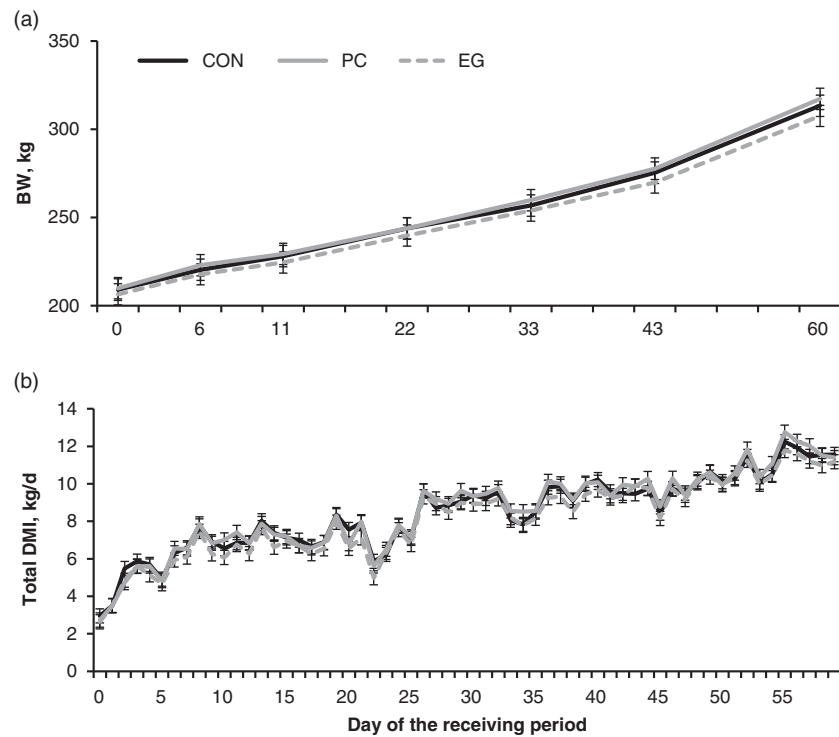 (a)
350
300
250
200
BW, kg
CON PC EG
0 6 11 22 33 43 60
(b)
14
12
10
8
6
4
2
0
Total DMI, kg/d
0 5 10 15 20 25 30 35 40 45 50 55
Day of the receiving period